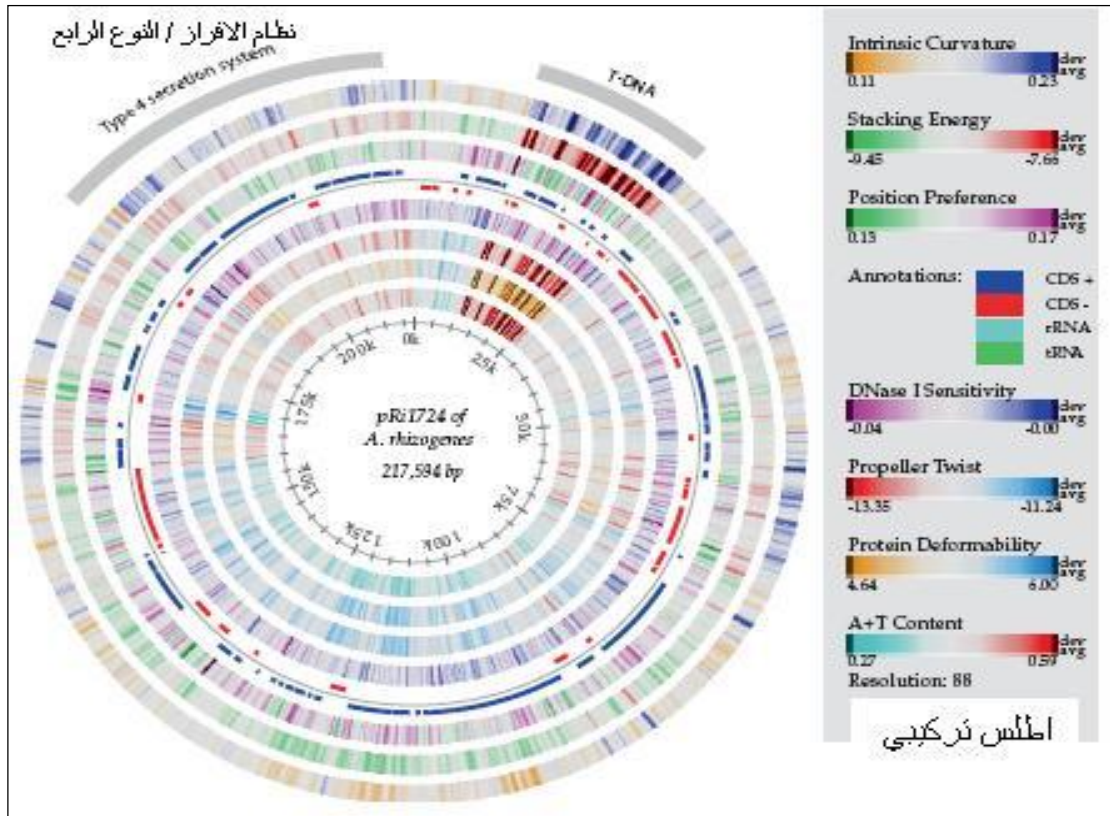 نظام الافراز / النوع الرابع
Type 4 secretion system
T-DNA
0k
25k
50k
75k
100k
125k
150k
175k
200k
pRi1724 of
A. rhizogenes
217,594 bp
Intrinsic Curvature
dev
avg
0.11 0.23
Stacking Energy
dev
avg
-9.45 -7.66
Position Preference
dev
avg
0.13 0.17
Annotations:
CDS +
CDS -
rRNA
tRNA
DNase I Sensitivity
dev
avg
-0.04 -0.00
Propeller Twist
dev
avg
-13.35 -11.24
Protein Deformability
dev
avg
4.64 6.00
A+T Content
dev
avg
0.27 0.59
Resolution: 88
اطلس تركيبي